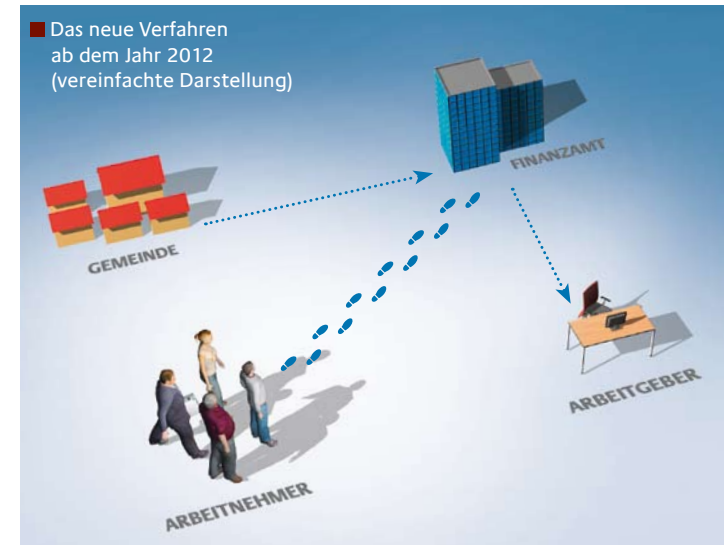 Das neue Verfahren
ab dem Jahr 2012
(vereinfachte Darstellung)
FINANZAMT
GEMEINDE
ARBEITGEBER
ARBEITNEHMER